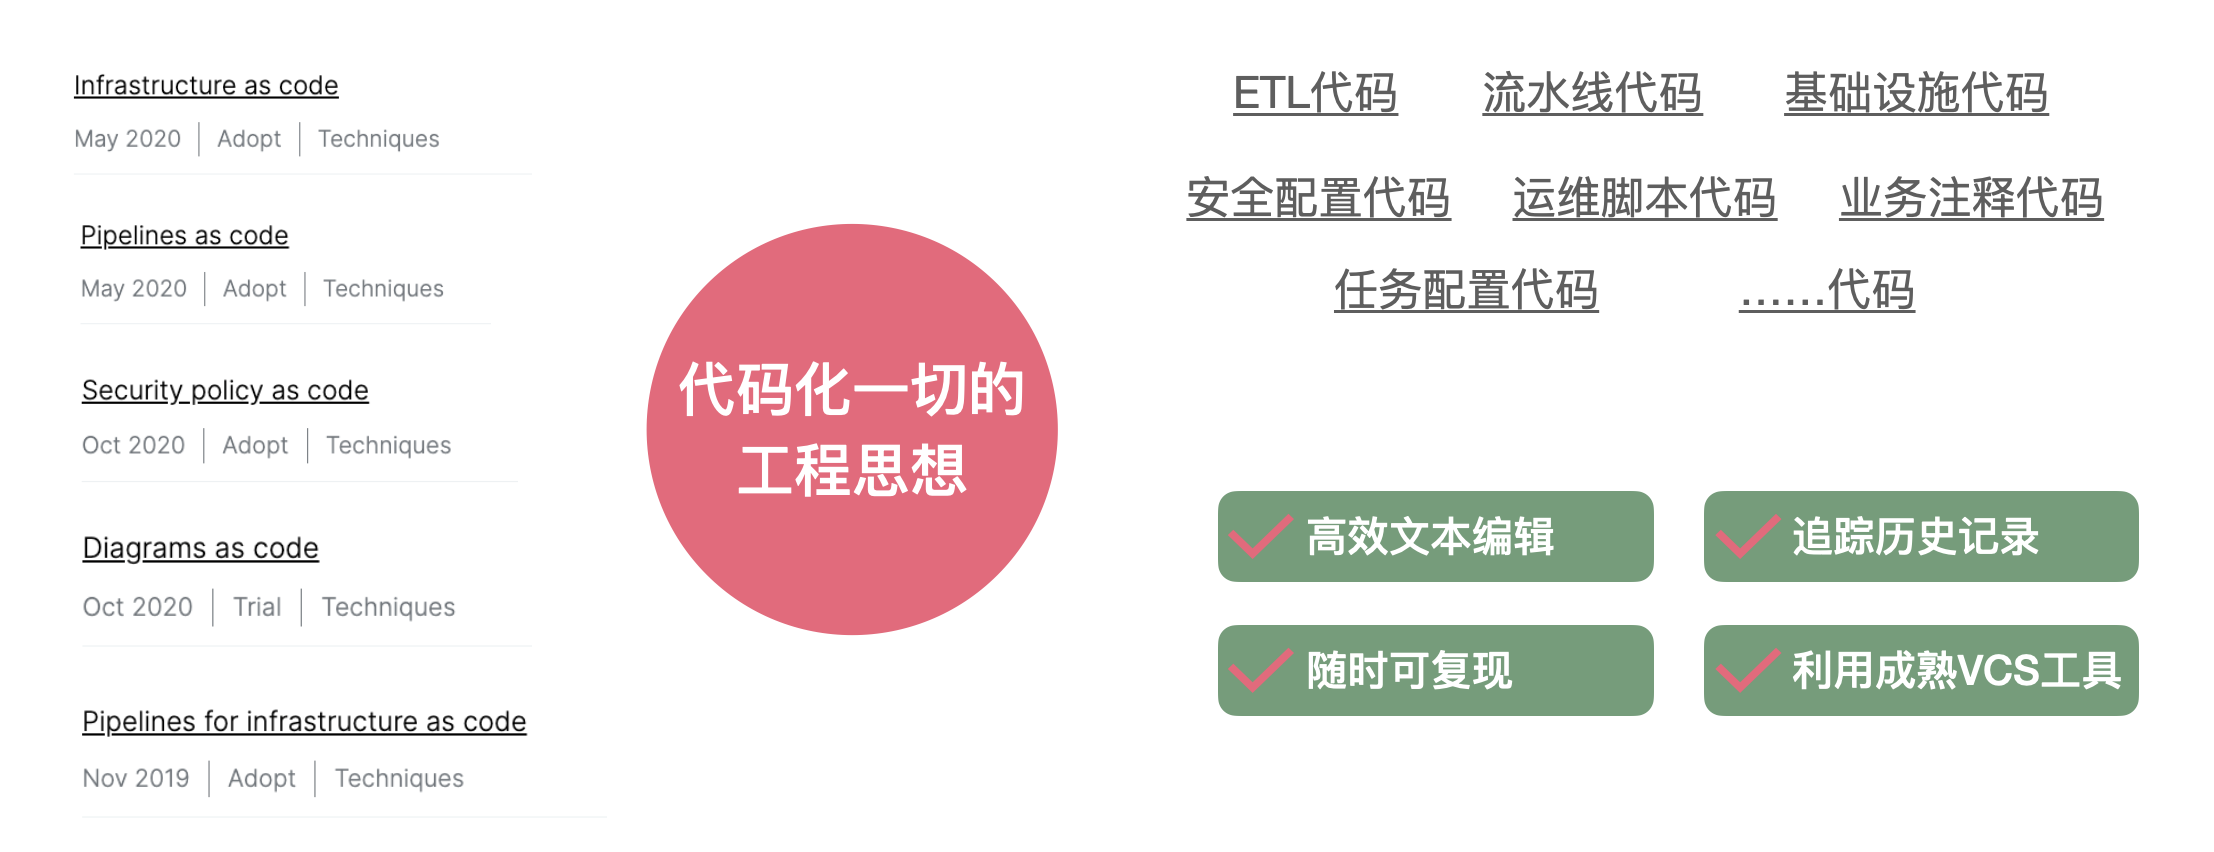 Infrastructure as code
May 2020 | Adopt | Techniques
Pipelines as code
May 2020 | Adopt | Techniques
Security policy as code
Oct 2020 | Adopt | Techniques
Diagrams as code
Oct 2020 | Trial | Techniques
Pipelines for infrastructure as code
Nov 2019 | Adopt | Techniques
代码化一切的
工程思想
ETL代码 流水线代码 基础设施代码
安全配置代码 运维脚本代码 业务注释代码
任务配置代码 ……代码
高效文本编辑 追踪历史记录
随时可复现 利用成熟VCS工具